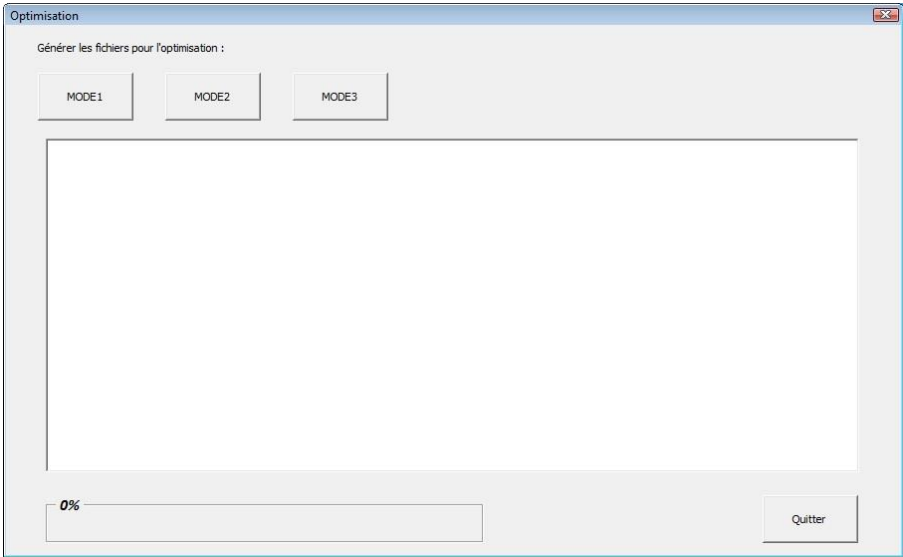 Optimisation
Générer les fichiers pour l'optimisation :
MODE1 MODE2 MODE3
0%
Quitter